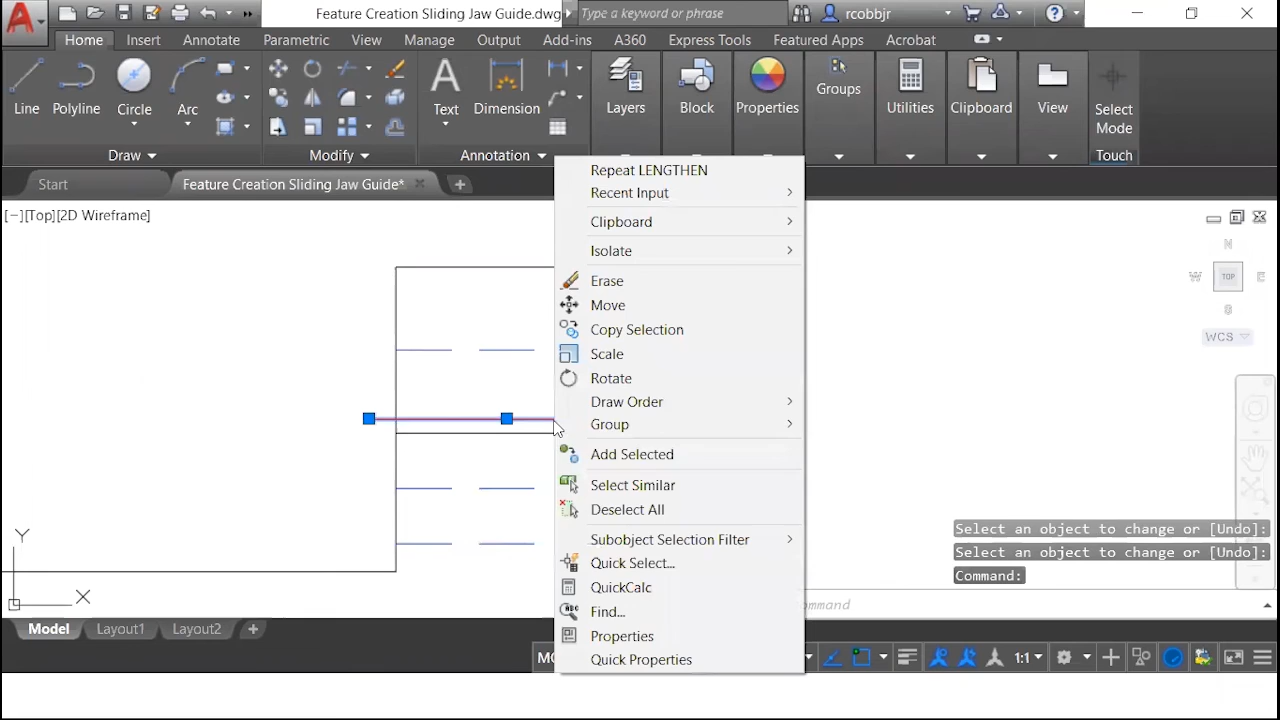 Feature Creation Sliding Jaw Guide.dwg
Type a keyword or phrase
rcobbjr
Home Insert Annotate Parametric View Manage Output Add-ins A360 Express Tools Featured Apps Acrobat
Line Polyline Circle Arc
Text Dimension
Layers Block Properties Groups Utilities Clipboard View Select Mode
Draw Modify Annotation Touch
Start Feature Creation Sliding Jaw Guide*
[−][Top][2D Wireframe]
N
W TOP E
S
WCS
Repeat LENGTHEN
Recent Input
Clipboard
Isolate
Erase
Move
Copy Selection
Scale
Rotate
Draw Order
Group
Add Selected
Select Similar
Deselect All
Subobject Selection Filter
Quick Select...
QuickCalc
Find...
Properties
Quick Properties
Select an object to change or [Undo]:
Select an object to change or [Undo]:
Command:
ommand
Y
X
Model Layout1 Layout2
MO
1:1